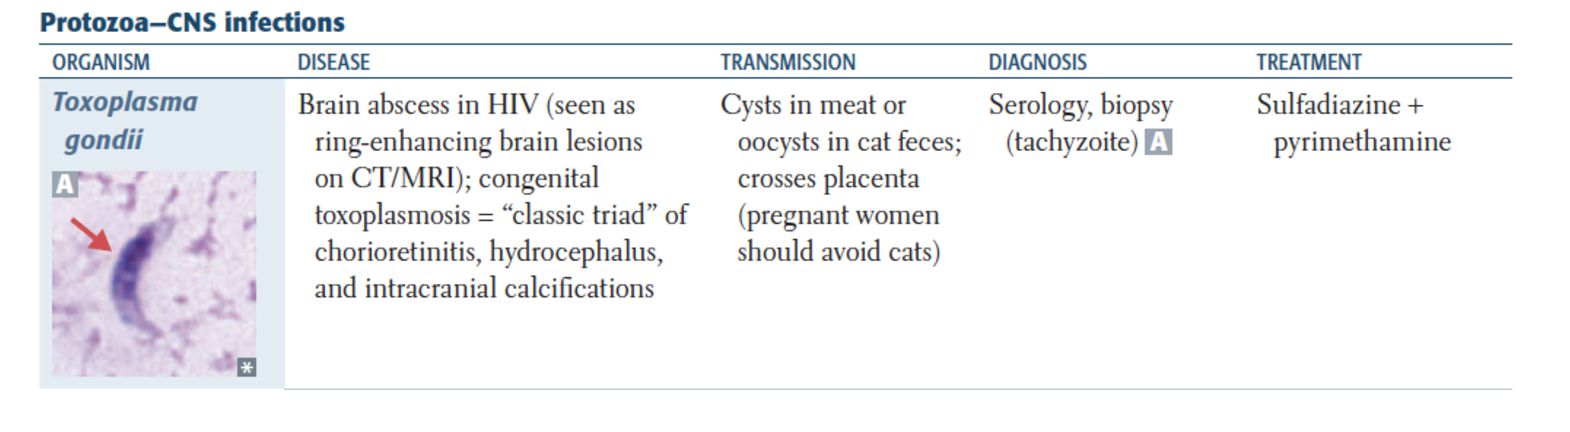 Protozoa—CNS infections
ORGANISM DISEASE TRANSMISSION DIAGNOSIS TREATMENT
Toxoplasma
gondii
A
*
Brain abscess in HIV (seen as
ring-enhancing brain lesions
on CT/MRI); congenital
toxoplasmosis = “classic triad” of
chorioretinitis, hydrocephalus,
and intracranial calcifications
Cysts in meat or
oocysts in cat feces;
crosses placenta
(pregnant women
should avoid cats)
Serology, biopsy
(tachyzoite) A
Sulfadiazine +
pyrimethamine